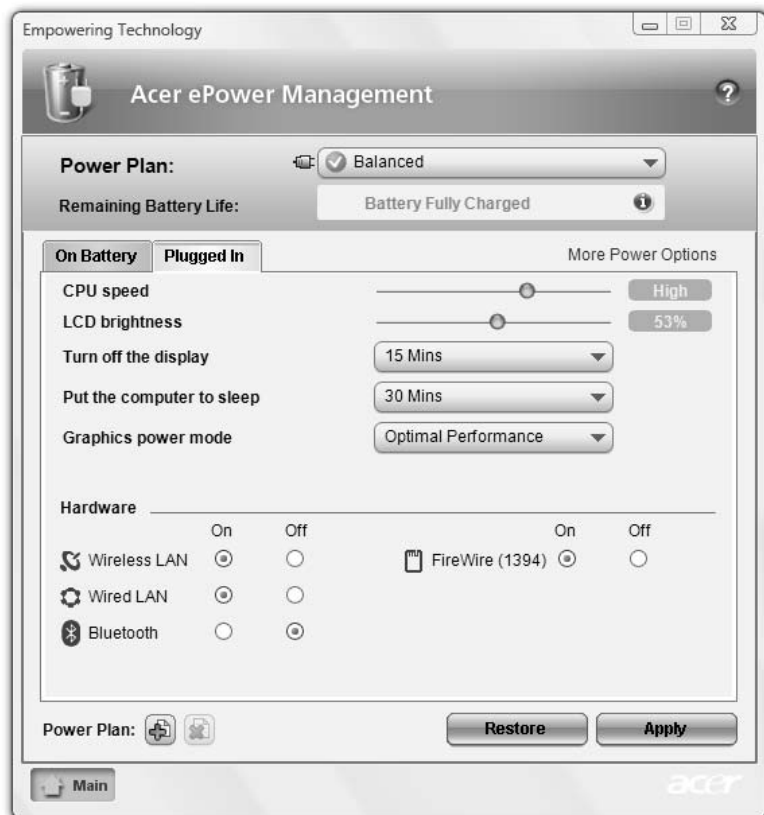 Empowering Technology
Acer ePower Management
?
Power Plan: Balanced
Remaining Battery Life: Battery Fully Charged
On Battery Plugged In More Power Options
CPU speed High
LCD brightness 53%
Turn off the display 15 Mins
Put the computer to sleep 30 Mins
Graphics power mode Optimal Performance
Hardware
On Off On Off
Wireless LAN FireWire (1394)
Wired LAN
Bluetooth
Power Plan: Restore Apply
Main acer